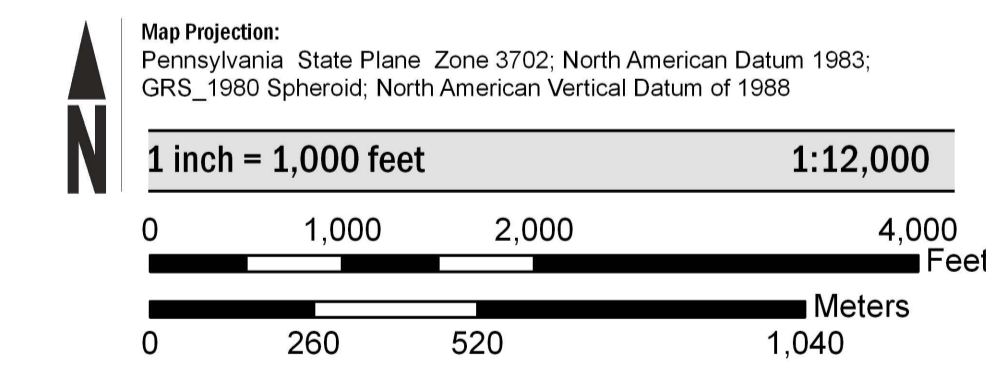 N
Map Projection:
Pennsylvania State Plane Zone 3702; North American Datum 1983;
GRS_1980 Spheroid; North American Vertical Datum of 1988
1 inch = 1,000 feet 1:12,000
0 1,000 2,000 4,000
Feet
Meters
0 260 520 1,040